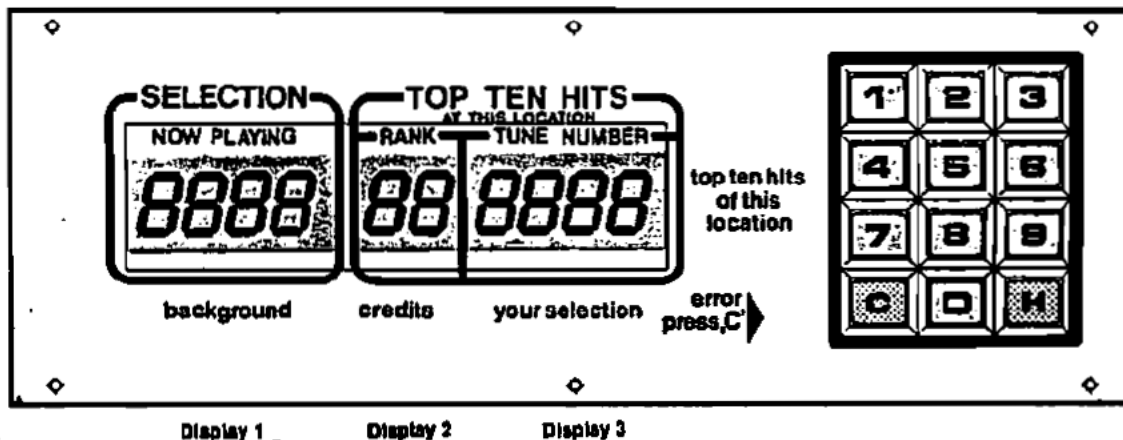 SELECTION
TOP TEN HITS
AT THIS LOCATION
NOW PLAYING
RANK
TUNE NUMBER
8888
88
8888
top ten hits
of this
location
background
credits
your selection
error
press,C'
1 2 3
4 5 6
7 8 9
C 0 H
Display 1
Display 2
Display 3